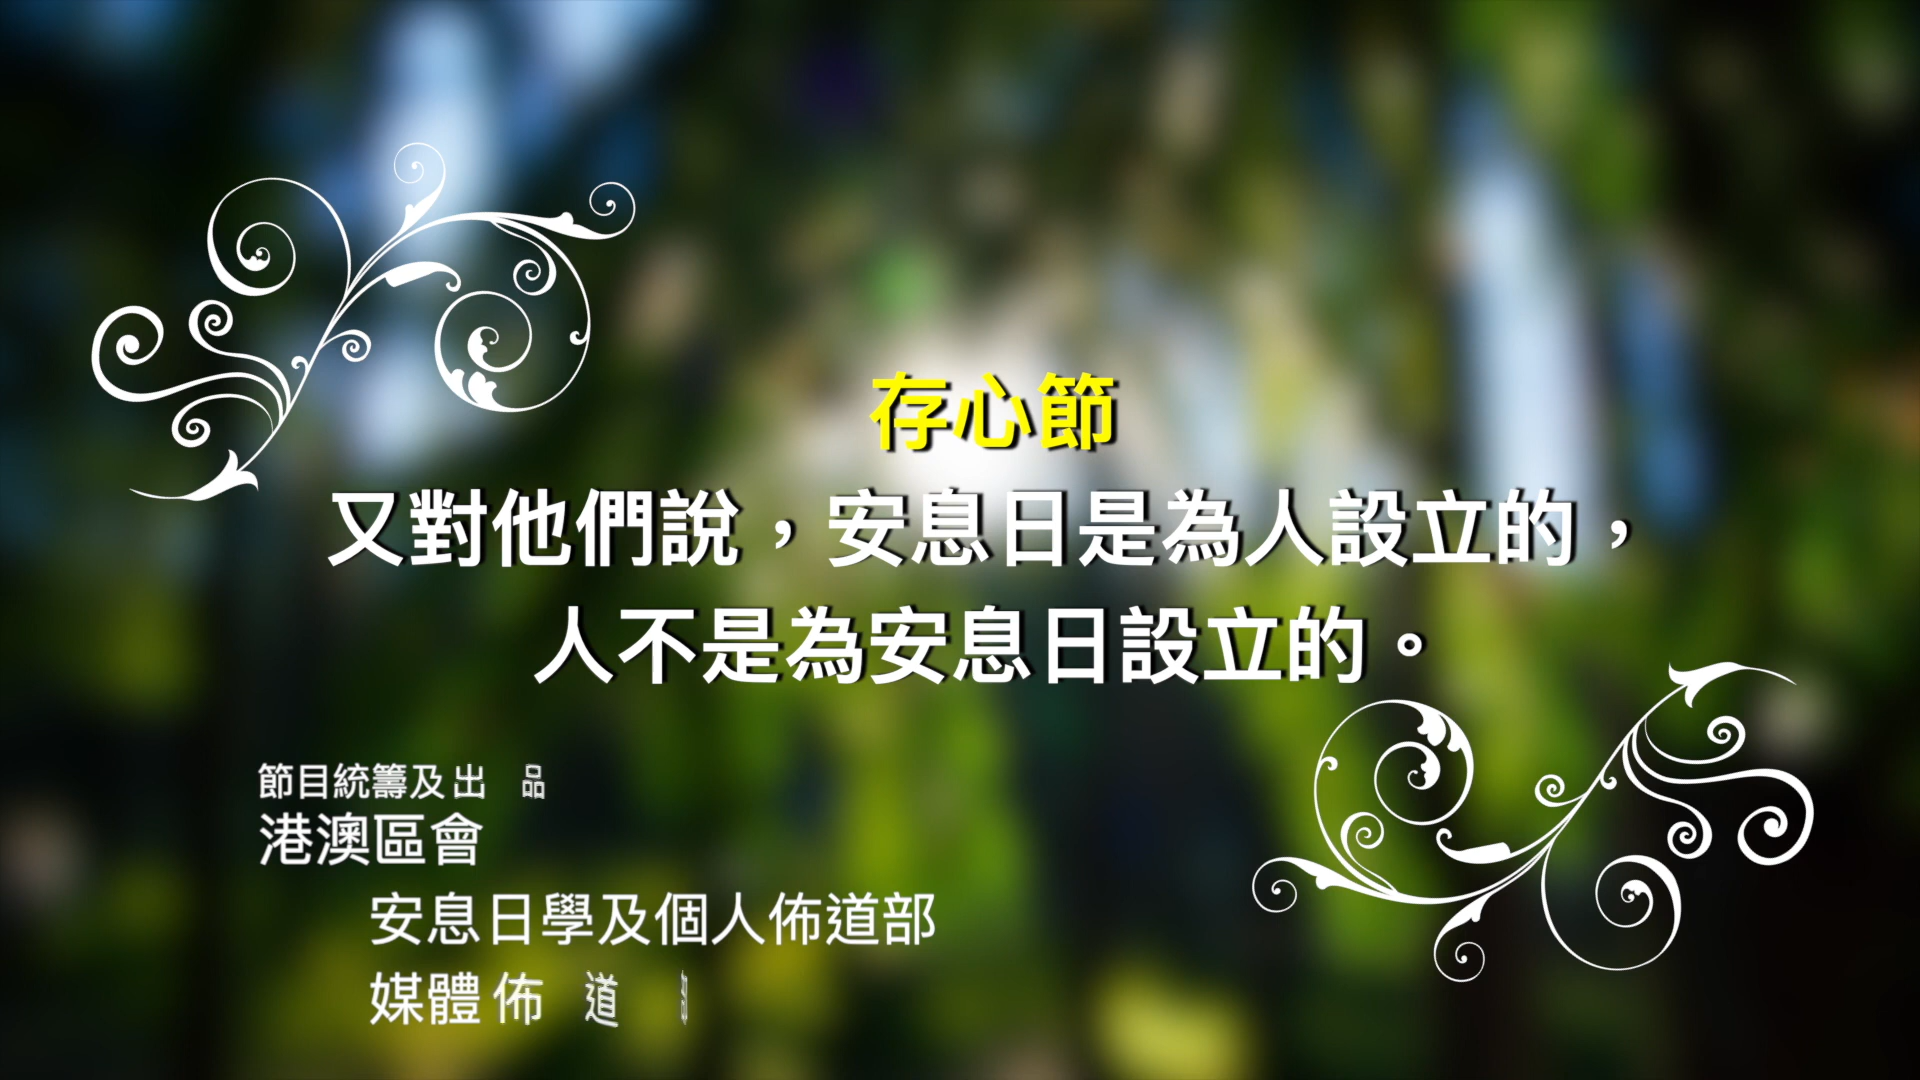 存心節
又對他們說，安息日是為人設立的，
人不是為安息日設立的。
節目統籌及出品
港澳區會
安息日學及個人佈道部
媒體佈道